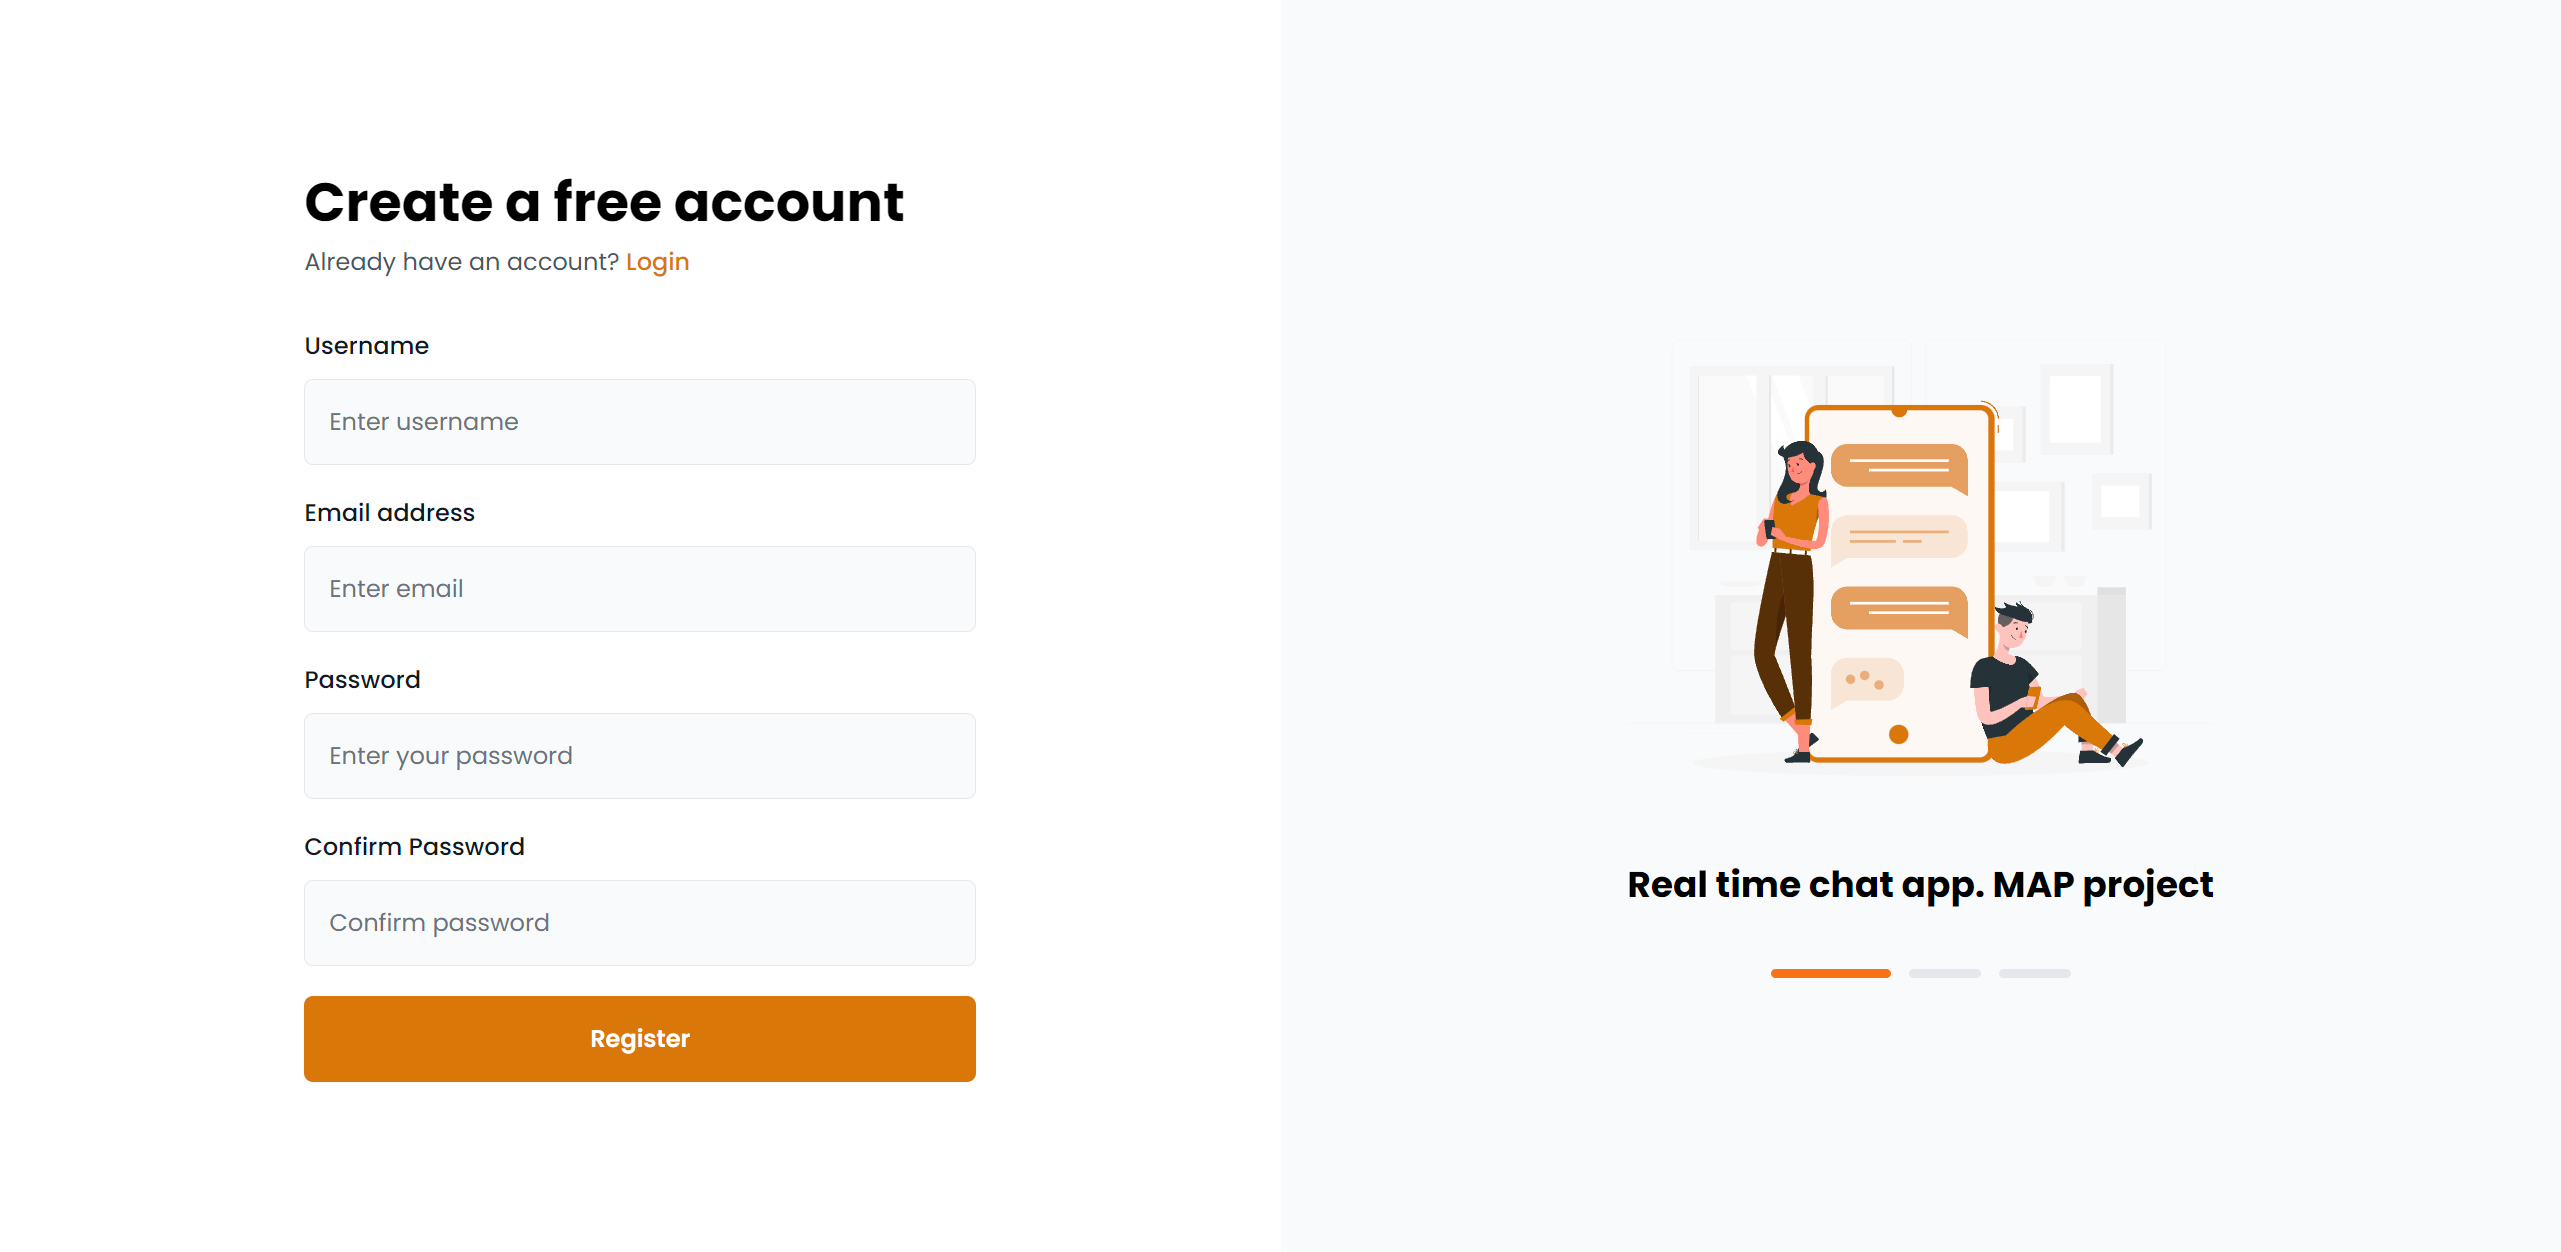 Create a free account
Already have an account? Login
Username
Enter username
Email address
Enter email
Password
Enter your password
Confirm Password
Confirm password
Register
Real time chat app. MAP project